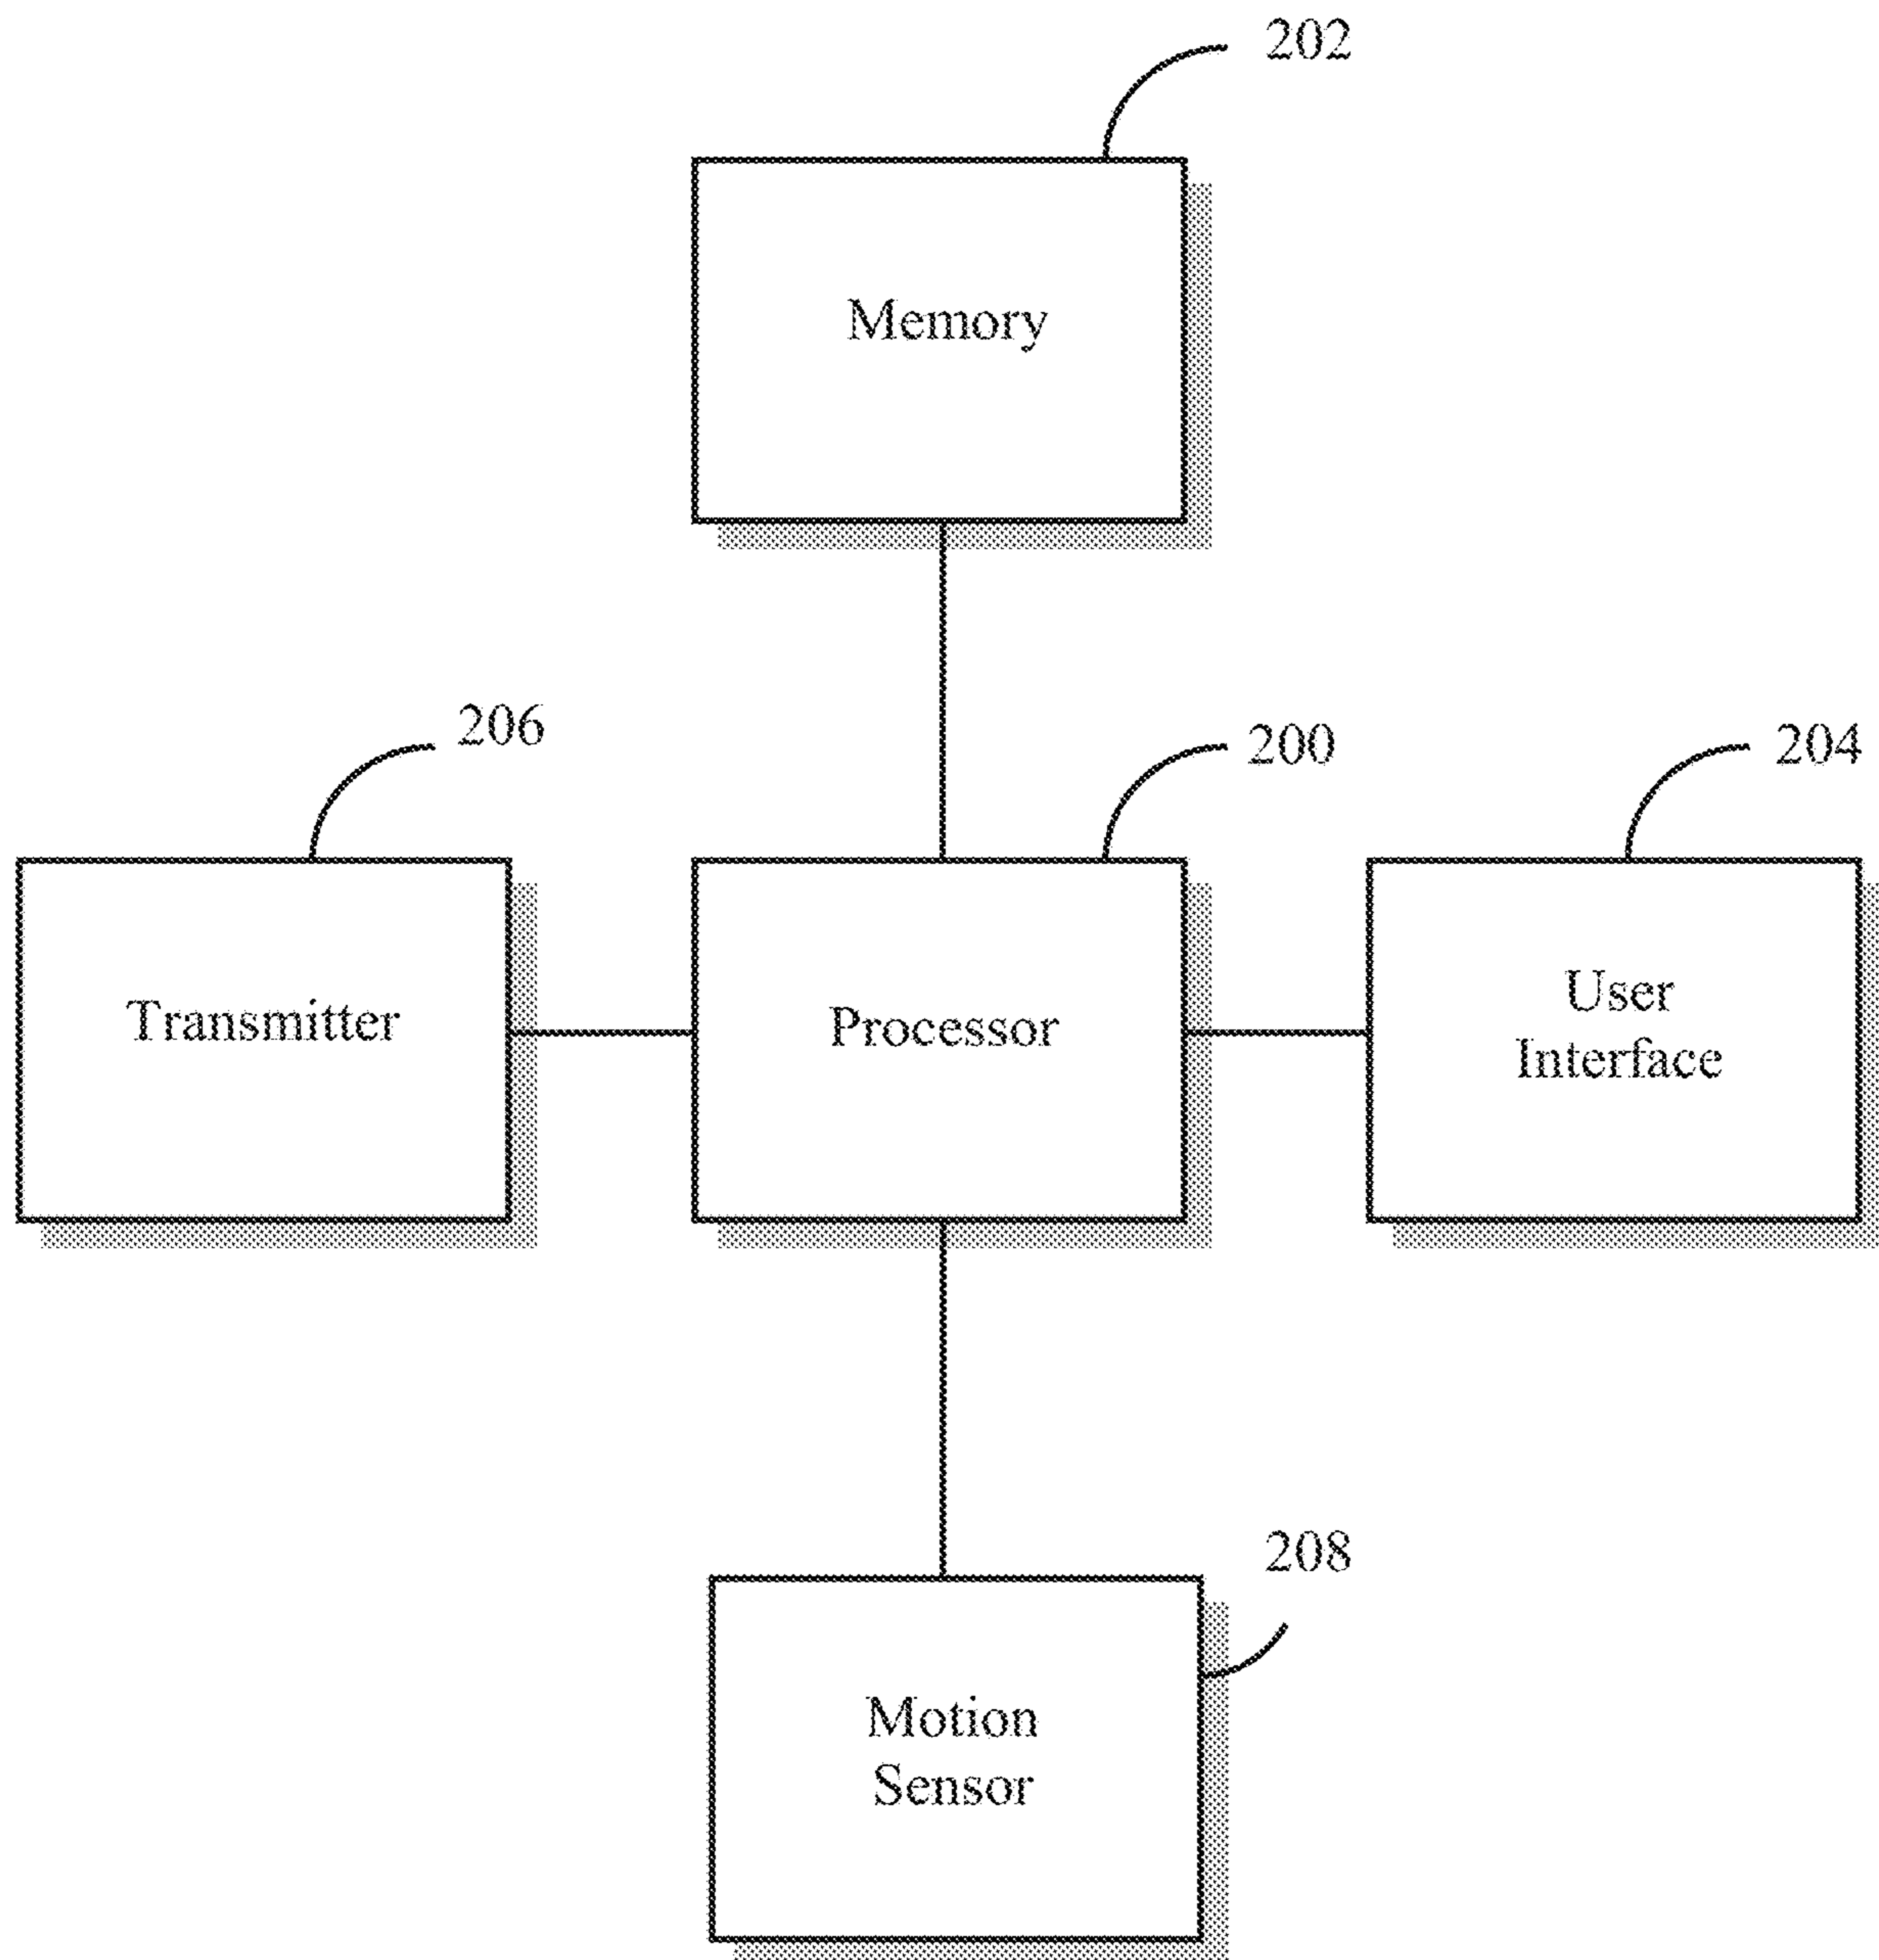 202
Memory
206
200
204
Transmitter
Processor
User
Interface
208
Motion
Sensor